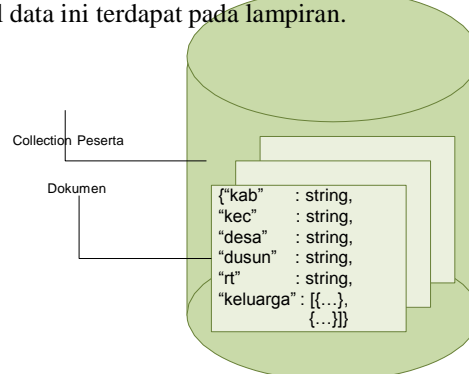 data ini terdapat pada lampiran.
Collection Peserta
Dokumen
{“kab” : string,
“kec” : string,
“desa” : string,
“dusun” : string,
“rt” : string,
“keluarga” : [{…},
{…}]}